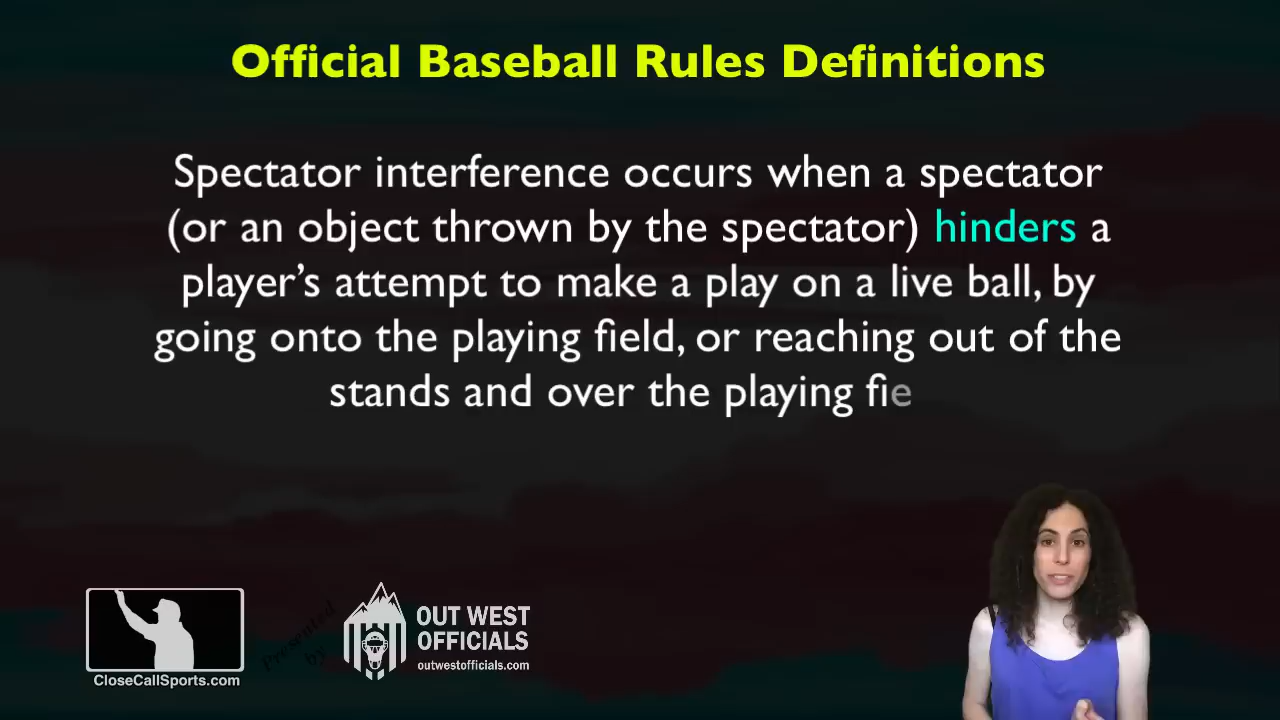 Official Baseball Rules Definitions
Spectator interference occurs when a spectator
(or an object thrown by the spectator) hinders a
player’s attempt to make a play on a live ball, by
going onto the playing field, or reaching out of the
stands and over the playing fie
CloseCallSports.com
Presented
by
OUT WEST
OFFICIALS
outwestofficials.com